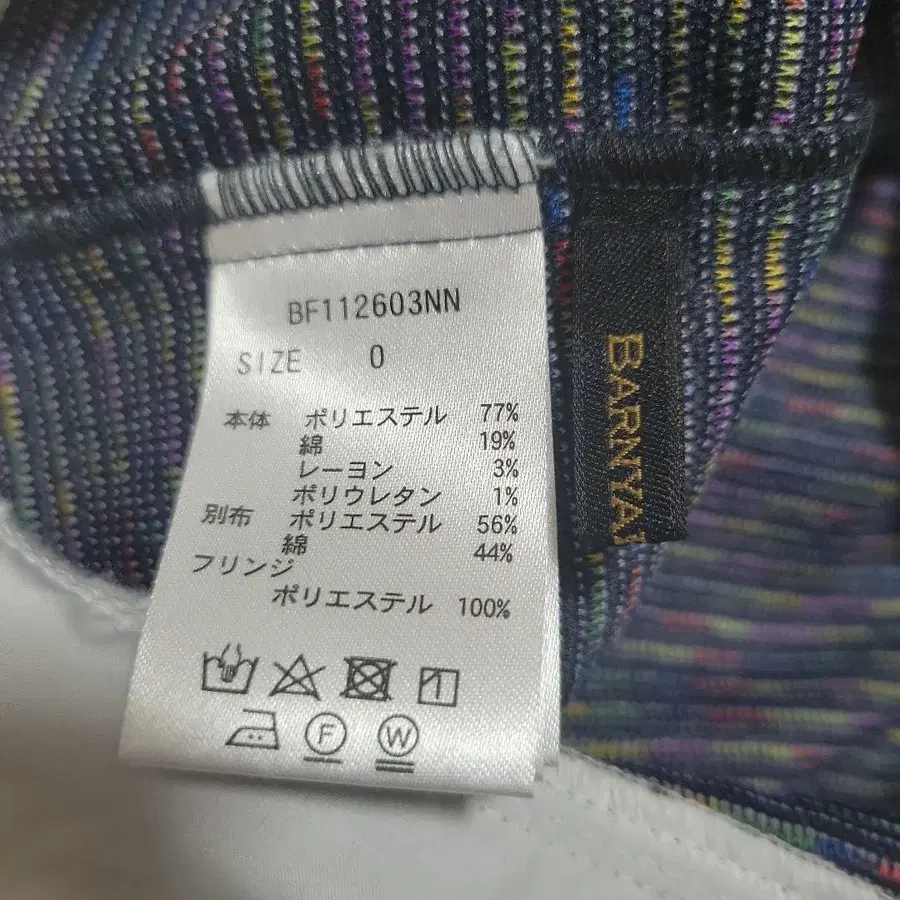 BF112603NN
SIZE 0
本体 ポリエステル 77%
綿 19%
レーヨン 3%
ポリウレタン 1%
別布 ポリエステル 56%
綿 44%
フリンジ
ポリエステル 100%
F W